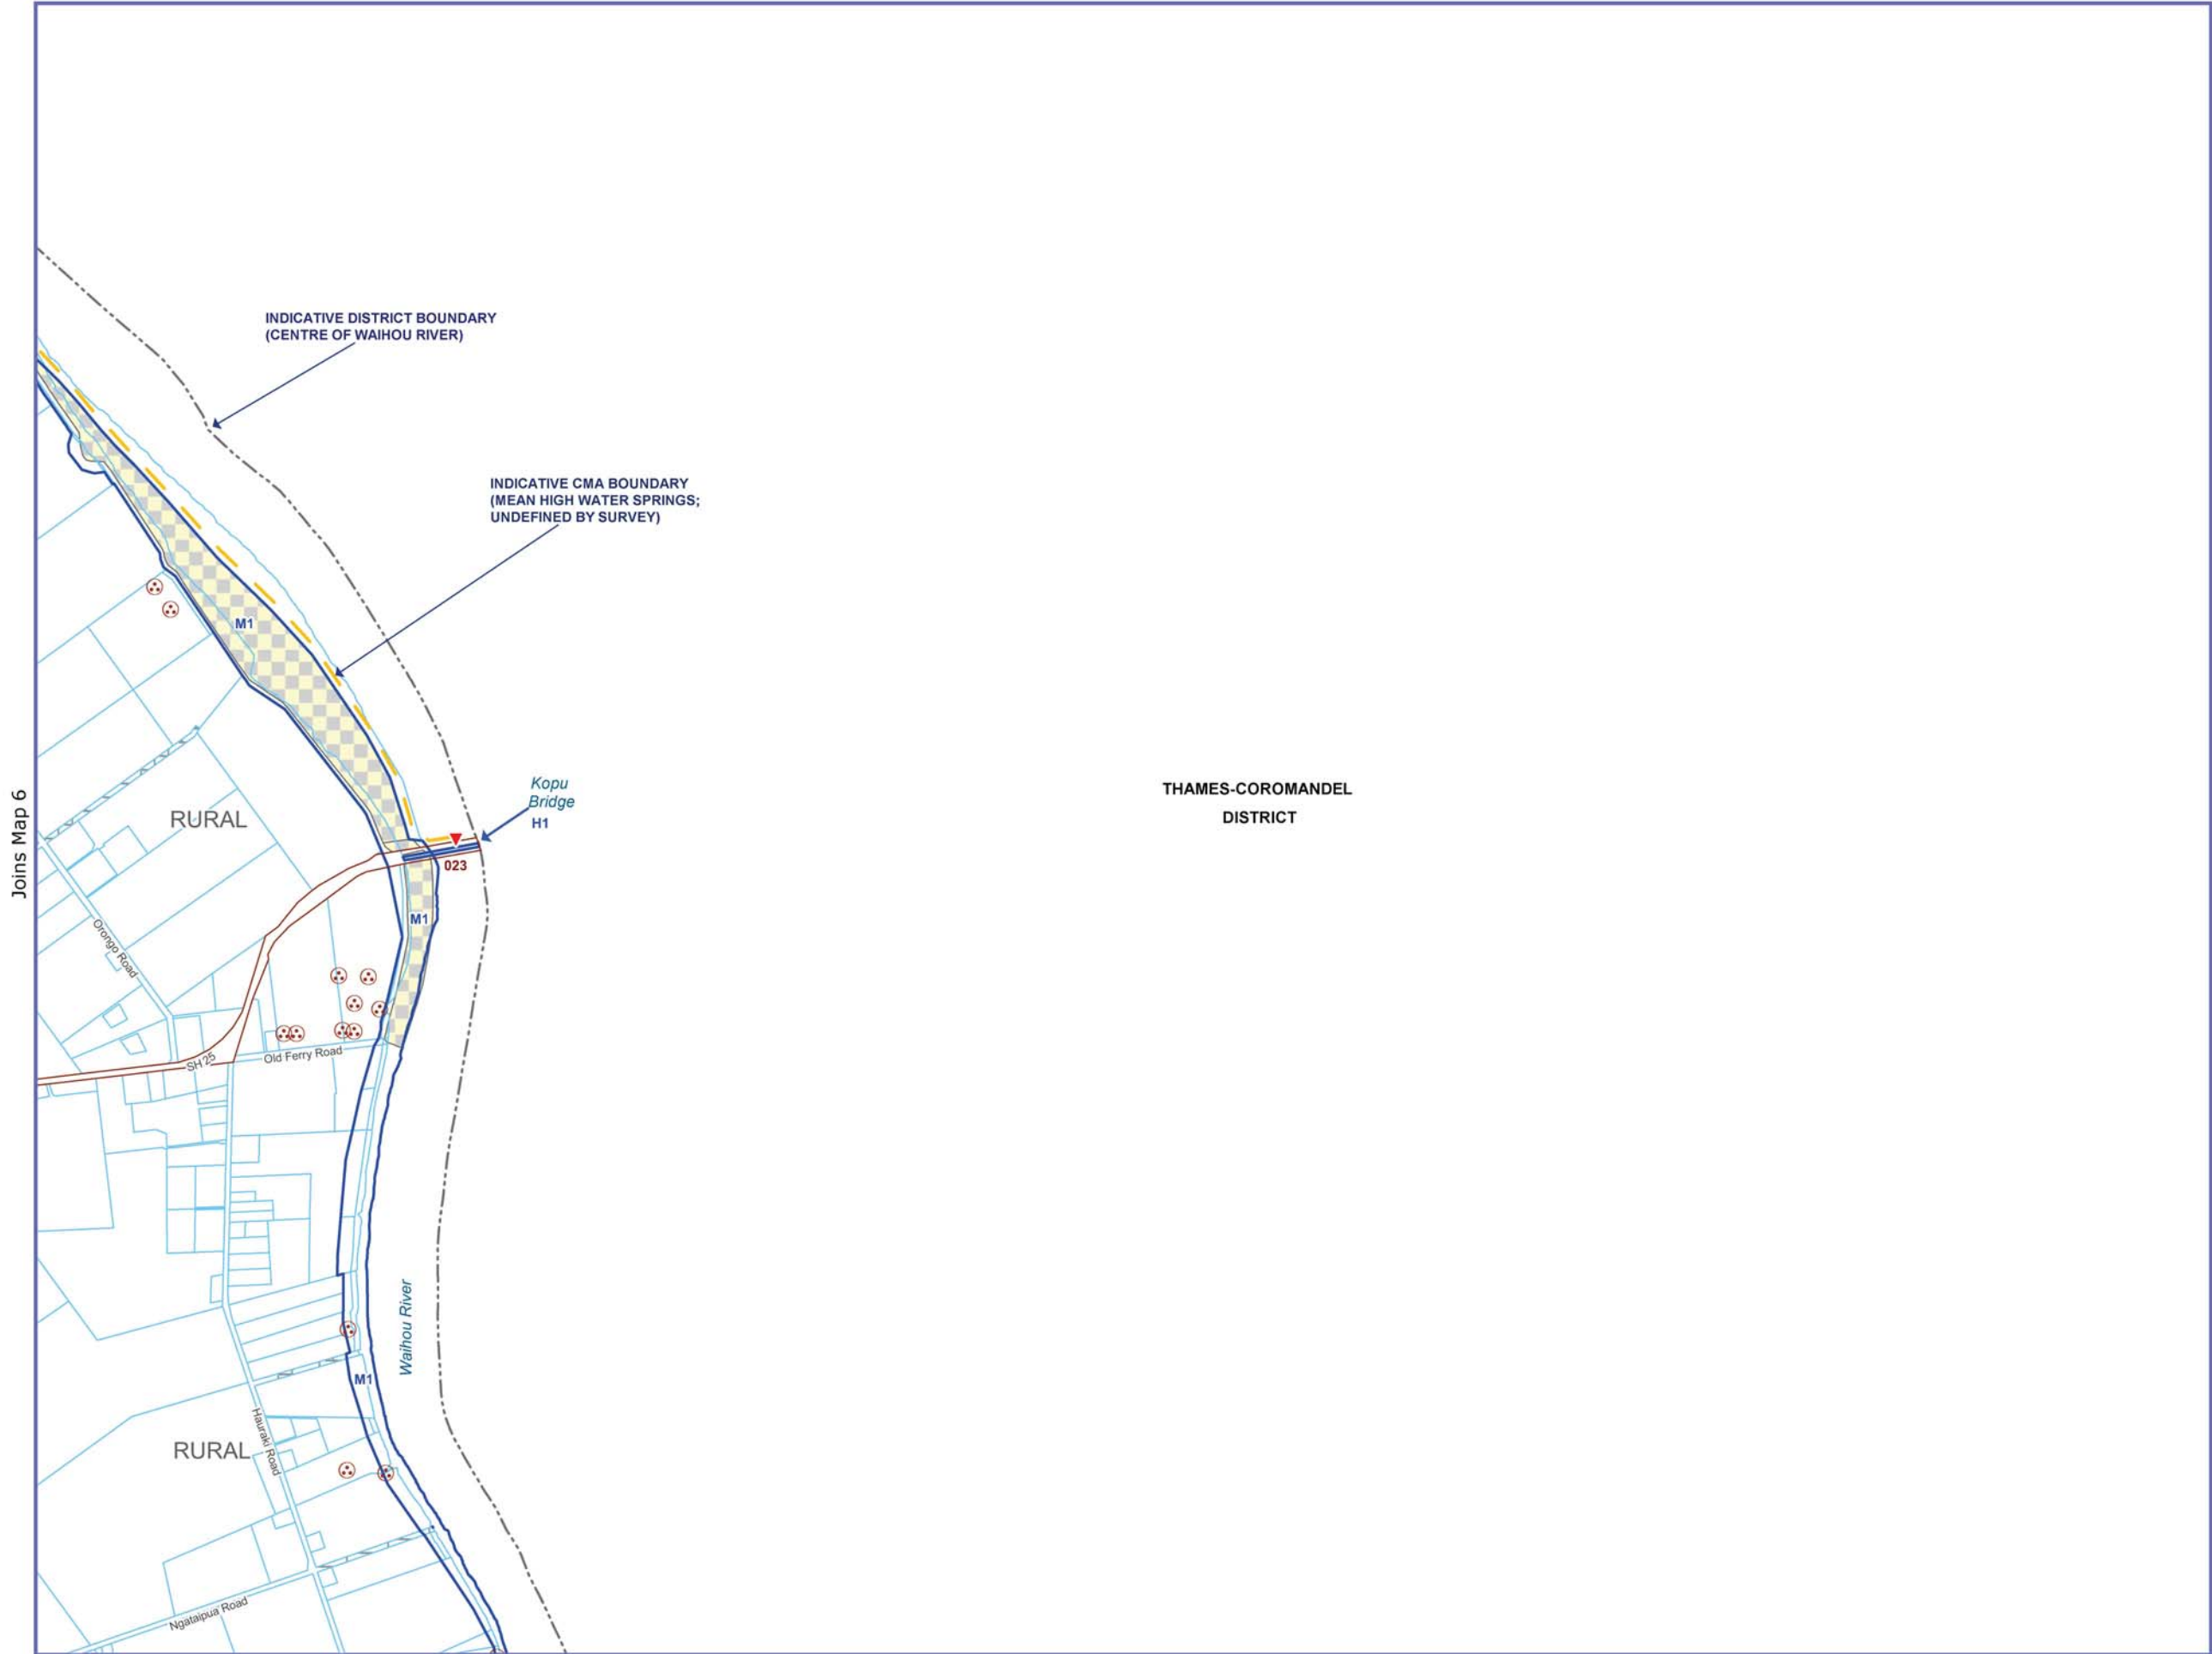 INDICATIVE DISTRICT BOUNDARY
(CENTRE OF WAIHOU RIVER)
INDICATIVE CMA BOUNDARY
(MEAN HIGH WATER SPRINGS;
UNDEFINED BY SURVEY)
M1
Joins Map 6
RURAL
Kopu
Bridge
H1
THAMES-COROMANDEL
DISTRICT
023
M1
Orongo Road
SH 25
Old Ferry Road
Waihou River
M1
Hauraki Road
RURAL
Ngataipua Road